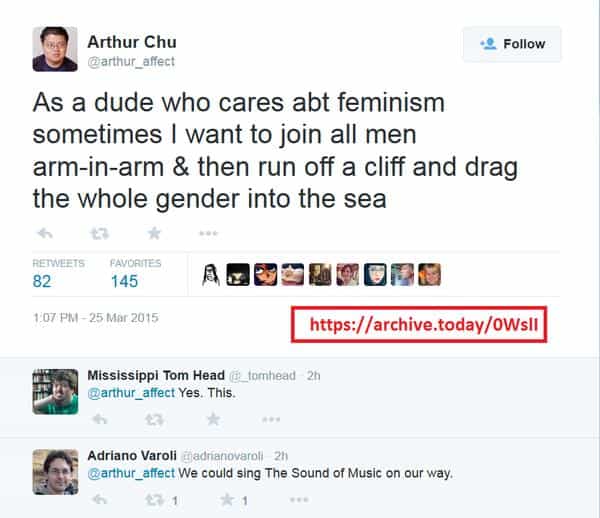 Arthur Chu
@arthur_affect
Follow
As a dude who cares abt feminism
sometimes I want to join all men
arm-in-arm & then run off a cliff and drag
the whole gender into the sea
RETWEETS FAVORITES
82 145
1:07 PM - 25 Mar 2015
https://archive.today/0WslI
Mississippi Tom Head @_tomhead · 2h
@arthur_affect Yes. This.
Adriano Varoli @adrianovaroli · 2h
@arthur_affect We could sing The Sound of Music on our way.
1 1